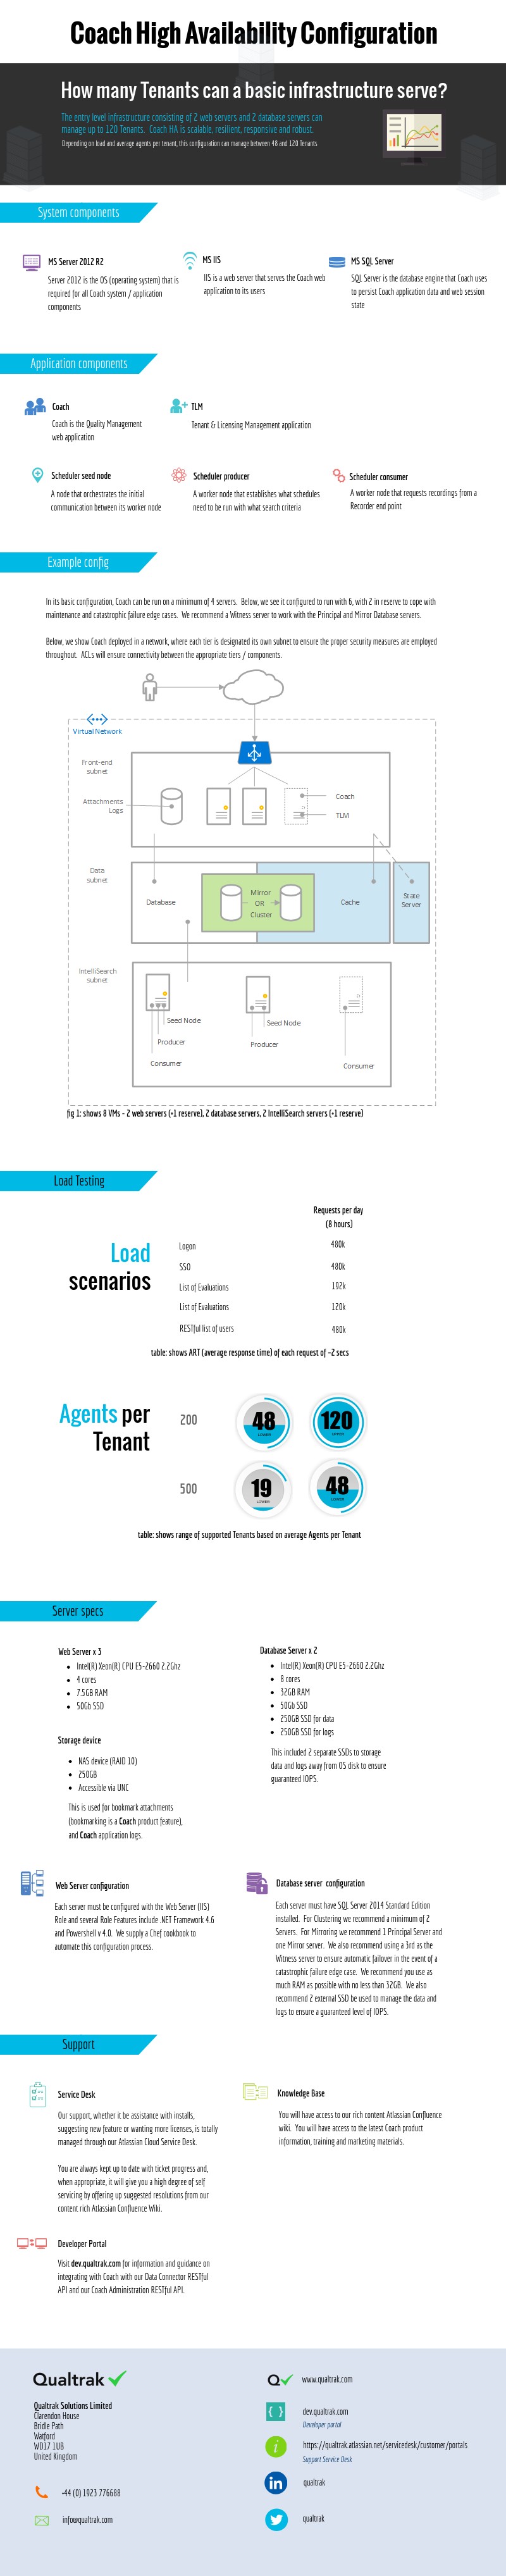 Coach High Availability Configuration
How many Tenants can a basic infrastructure serve?
The entry level infrastructure consisting of 2 web servers and 2 database servers can
manage up to 120 Tenants. Coach HA is scalable, resilient, responsive and robust.
Depending on load and average agents per tenant, this configuration can manage between 48 and 120 Tenants
System components
MS Server 2012 R2
Server 2012 is the OS (operating system) that is
required for all Coach system / application
components
MS IIS
IIS is a web server that serves the Coach web
application to its users
MS SQL Server
SQL Server is the database engine that Coach uses
to persist Coach application data and web session
state
Application components
Coach
Coach is the Quality Management
web application
TLM
Tenant & Licensing Management application
Scheduler seed node
A node that orchestrates the initial
communication between its worker node
Scheduler producer
A worker node that establishes what schedules
need to be run with what search criteria
Scheduler consumer
A worker node that requests recordings from a
Recorder end point
Example config
In its basic configuration, Coach can be run on a minimum of 4 servers. Below, we see it configured to run with 6, with 2 in reserve to cope with
maintenance and catastrophic failure edge cases. We recommend a Witness server to work with the Principal and Mirror Database servers.
Below, we show Coach deployed in a network, where each tier is designated its own subnet to ensure the proper security measures are employed
throughout. ACLs will ensure connectivity between the appropriate tiers / components.
Virtual Network
Front-end
subnet
Attachments
Logs
Coach
TLM
Data
subnet
Database
Mirror
OR
Cluster
Cache
State
Server
IntelliSearch
subnet
Seed Node
Producer
Consumer
Seed Node
Producer
Consumer
fig 1: shows 8 VMs - 2 web servers (+1 reserve), 2 database servers, 2 IntelliSearch servers (+1 reserve)
Load Testing
Load
scenarios
Requests per day
(8 hours)
Logon 480k
SSO 480k
List of Evaluations 192k
List of Evaluations 120k
RESTful list of users 480k
table: shows ART (average response time) of each request of ~2 secs
Agents per
Tenant
200
48
LOWER
120
UPPER
500
19
LOWER
48
LOWER
table: shows range of supported Tenants based on average Agents per Tenant
Server specs
Web Server x 3
• Intel(R) Xeon(R) CPU E5-2660 2.2Ghz
• 4 cores
• 7.5GB RAM
• 50Gb SSD
Storage device
• NAS device (RAID 10)
• 250GB
• Accessible via UNC
This is used for bookmark attachments
(bookmarking is a Coach product feature),
and Coach application logs.
Database Server x 2
• Intel(R) Xeon(R) CPU E5-2660 2.2Ghz
• 8 cores
• 32GB RAM
• 50Gb SSD
• 250GB SSD for data
• 250GB SSD for logs
This included 2 separate SSDs to storage
data and logs away from OS disk to ensure
guaranteed IOPS.
Web Server configuration
Each server must be configured with the Web Server (IIS)
Role and several Role Features include .NET Framework 4.6
and Powershell v 4.0. We supply a Chef cookbook to
automate this configuration process.
Database server configuration
Each server must have SQL Server 2014 Standard Edition
installed. For Clustering we recommend a minimum of 2
Servers. For Mirroring we recommend 1 Principal Server and
one Mirror server. We also recommend using a 3rd as the
Witness server to ensure automatic failover in the event of a
catastrophic failure edge case. We recommend you use as
much RAM as possible with no less than 32GB. We also
recommend 2 external SSD be used to manage the data and
logs to ensure a guaranteed level of IOPS.
Support
Service Desk
Our support, whether it be assistance with installs,
suggesting new feature or wanting more licenses, is totally
managed through our Atlassian Cloud Service Desk.
You are always kept up to date with ticket progress and,
when appropriate, it will give you a high degree of self
servicing by offering up suggested resolutions from our
content rich Atlassian Confluence Wiki.
Knowledge Base
You will have access to our rich content Atlassian Confluence
wiki. You will have access to the latest Coach product
information, training and marketing materials.
Developer Portal
Visit dev.qualtrak.com for information and guidance on
integrating with Coach with our Data Connector RESTful
API and our Coach Administration RESTful API.
Qualtrak
Qualtrak Solutions Limited
Clarendon House
Bridle Path
Watford
WD17 1UB
United Kingdom
+44 (0) 1923 776688
info@qualtrak.com
Q
www.qualtrak.com
{ }
dev.qualtrak.com
Developer portal
i
https://qualtrak.atlassian.net/servicedesk/customer/portals
Support Service Desk
in
qualtrak
qualtrak